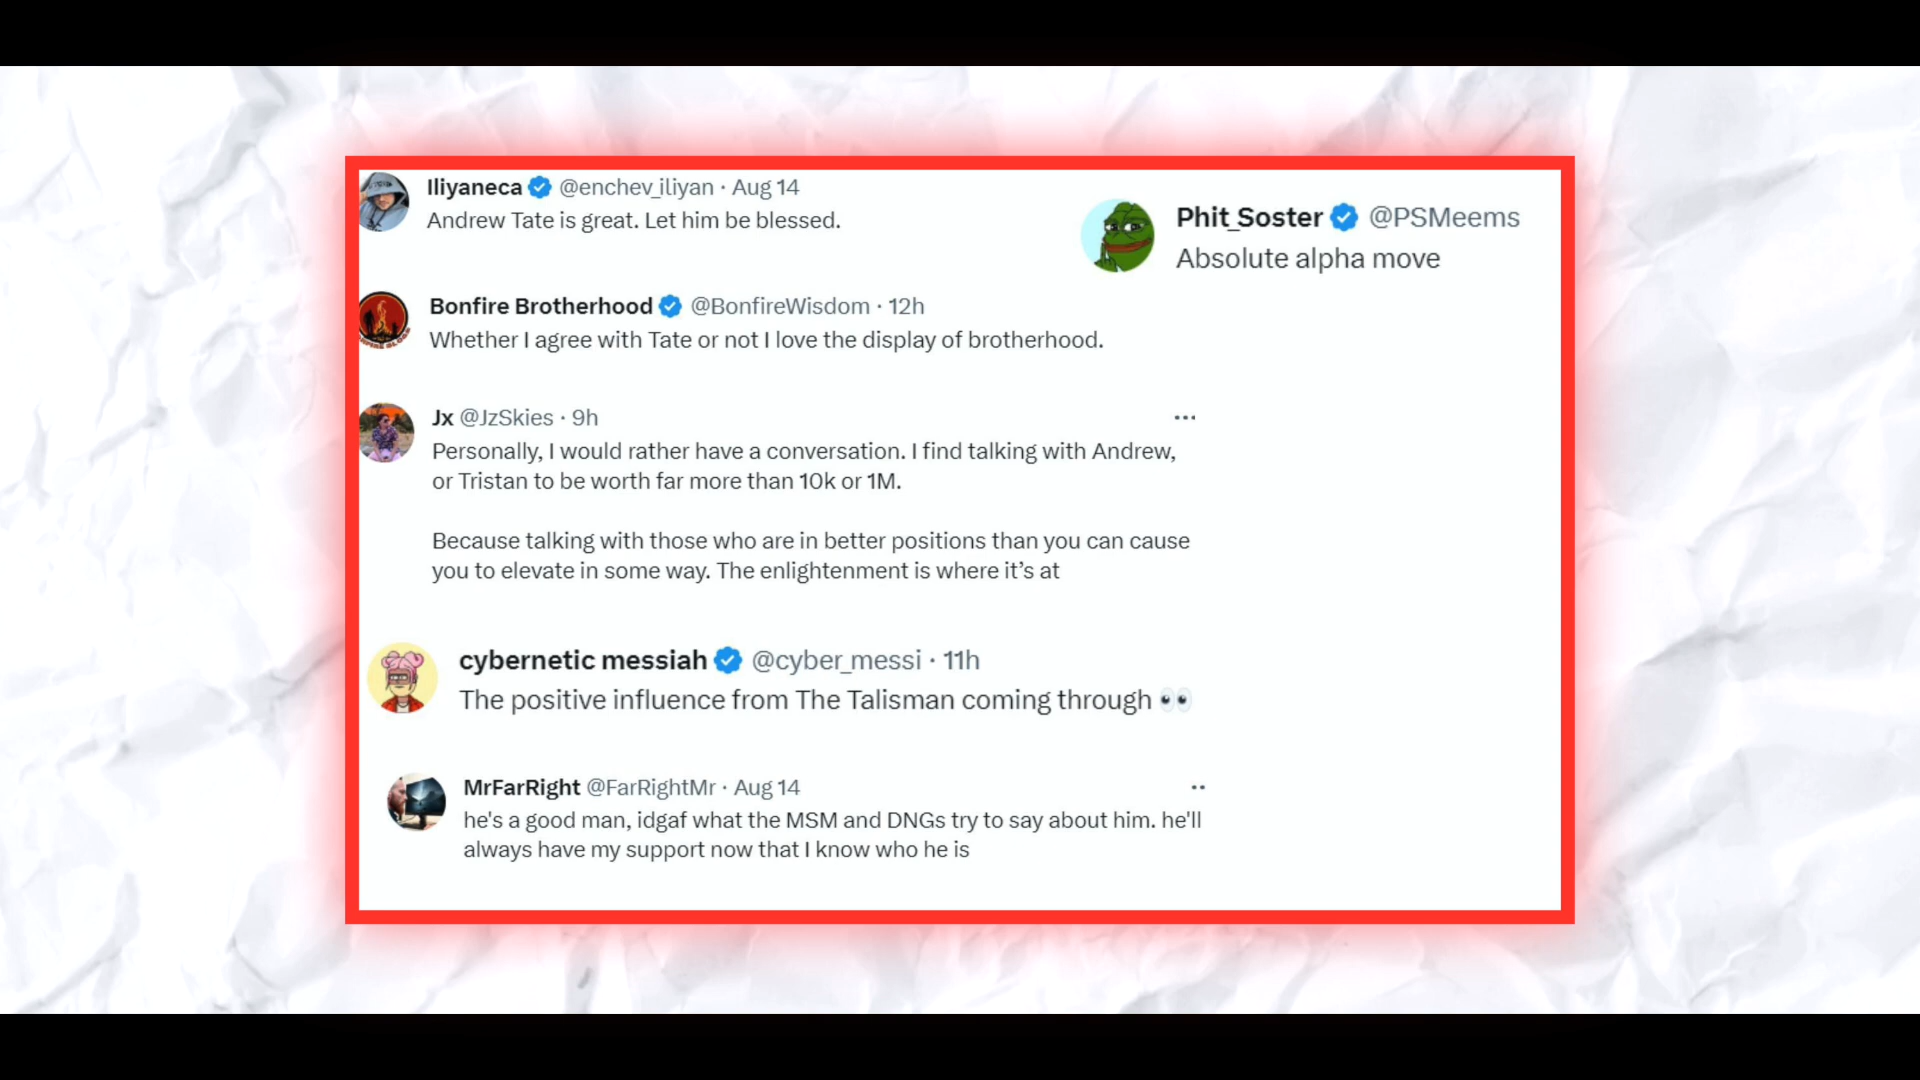 Iliyaneca @enchev_iliyan · Aug 14
Andrew Tate is great. Let him be blessed.
Phit_Soster @PSMeems
Absolute alpha move
Bonfire Brotherhood @BonfireWisdom · 12h
Whether I agree with Tate or not I love the display of brotherhood.
Jx @JzSkies · 9h
Personally, I would rather have a conversation. I find talking with Andrew,
or Tristan to be worth far more than 10k or 1M.
Because talking with those who are in better positions than you can cause
you to elevate in some way. The enlightenment is where it’s at
cybernetic messiah @cyber_messi · 11h
The positive influence from The Talisman coming through 👀
MrFarRight @FarRightMr · Aug 14
he's a good man, idgaf what the MSM and DNGs try to say about him. he'll
always have my support now that I know who he is